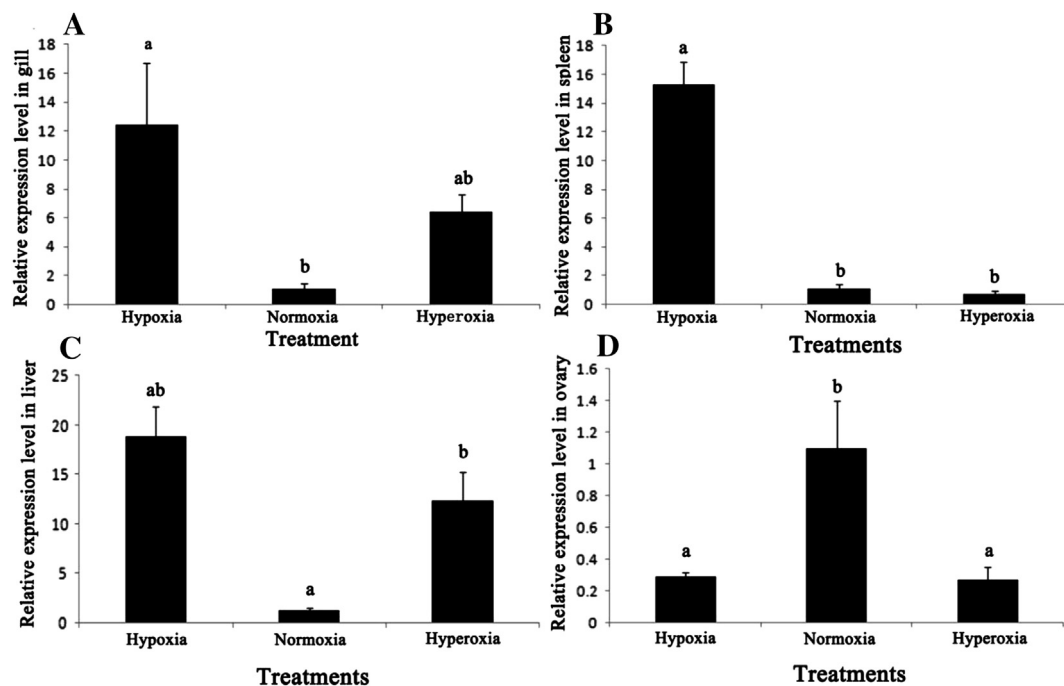 A
Relative expression level in gill
18
16
14
12
10
8
6
4
2
0
a
b
ab
Hypoxia
Normoxia
Hyperoxia
Treatment
B
Relative expression level in spleen
18
16
14
12
10
8
6
4
2
0
a
b
b
Hypoxia
Normoxia
Hyperoxia
Treatments
C
Relative expression level in liver
25
20
15
10
5
0
ab
a
b
Hypoxia
Normoxia
Hyperoxia
Treatments
D
Relative expression level in ovary
1.6
1.4
1.2
1
0.8
0.6
0.4
0.2
0
a
b
a
Hypoxia
Normoxia
Hyperoxia
Treatments